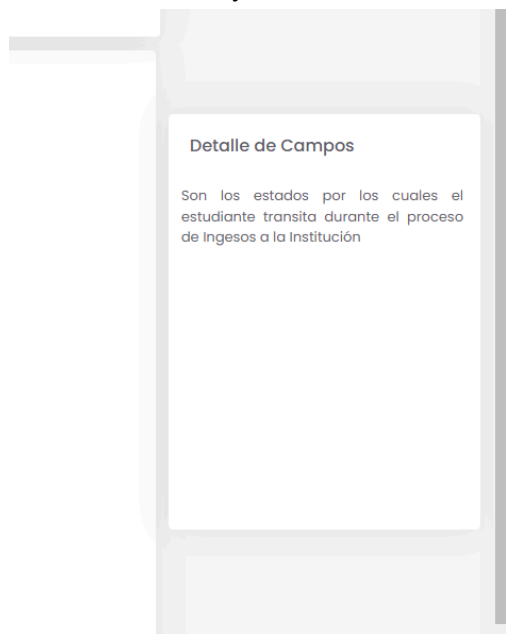 Detalle de Campos
Son los estados por los cuales el
estudiante transita durante el proceso
de Ingesos a la Institución